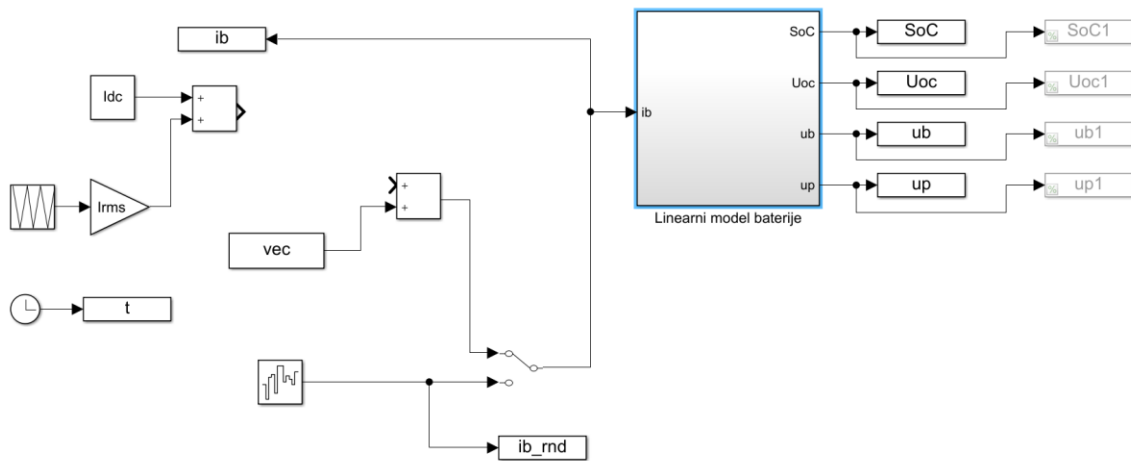 ib
Idc
+
+
Irms
t
vec
+
+
ib_rnd
ib
SoC
Uoc
ub
up
Linearni model baterije
SoC
Uoc
ub
up
% SoC1
% Uoc1
% ub1
% up1